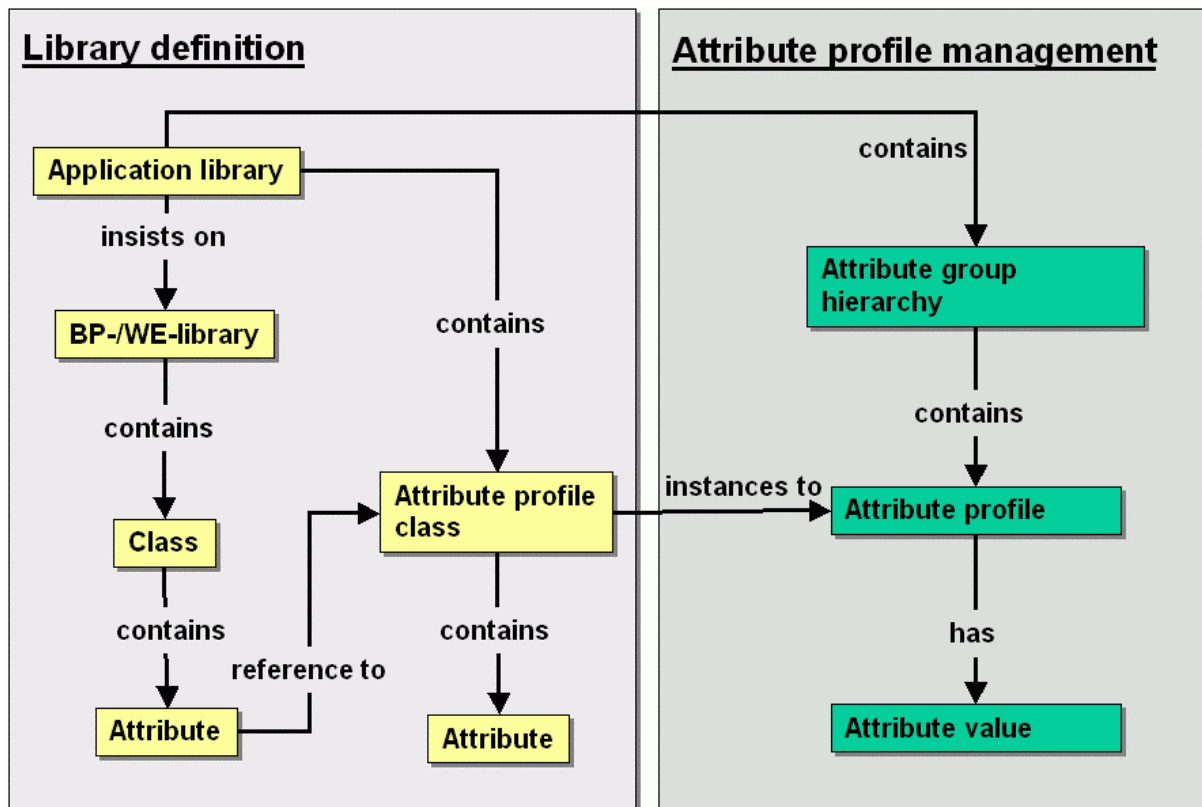 Library definition
Attribute profile management
Application library
contains
insists on
Attribute group
hierarchy
BP-/WE-library
contains
contains
contains
Attribute profile
class
instances to
Attribute profile
Class
contains
contains
has
reference to
Attribute
Attribute
Attribute value